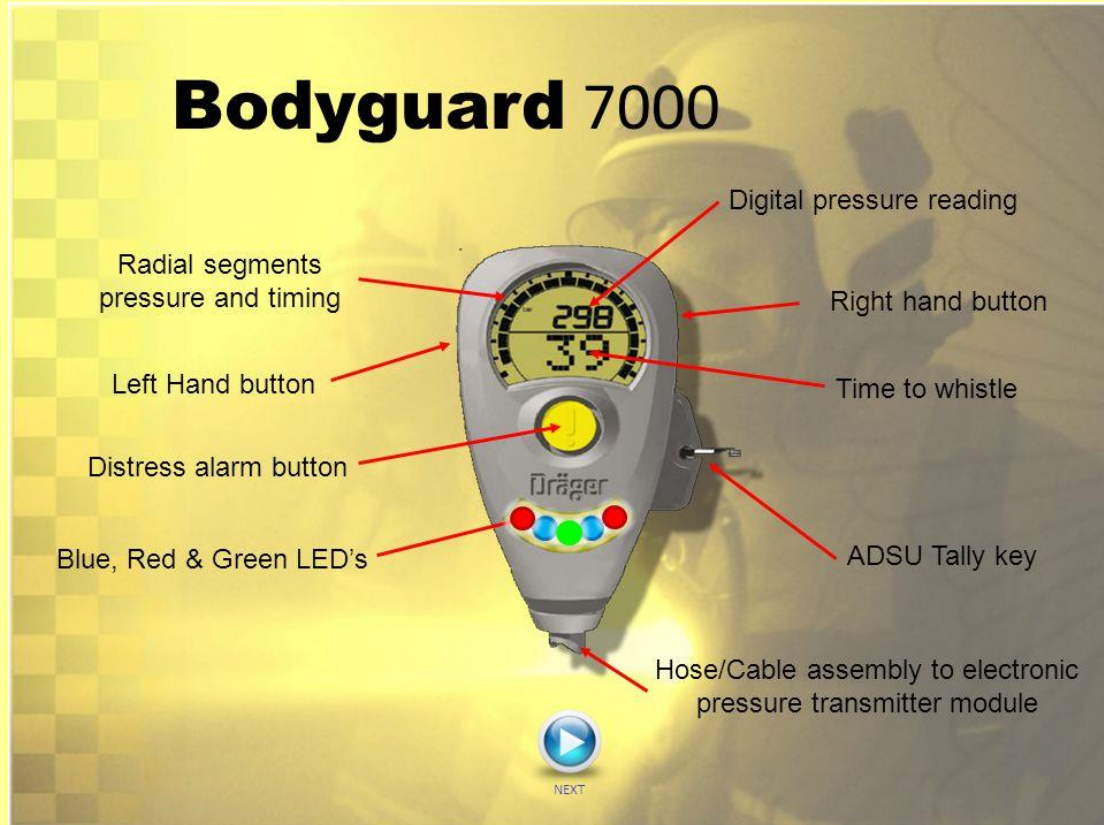 Bodyguard 7000
Digital pressure reading
Radial segments
pressure and timing
Right hand button
bar
298
39
Left Hand button
Time to whistle
Distress alarm button
Dräger
Blue, Red & Green LED's
ADSU Tally key
Hose/Cable assembly to electronic
pressure transmitter module
NEXT